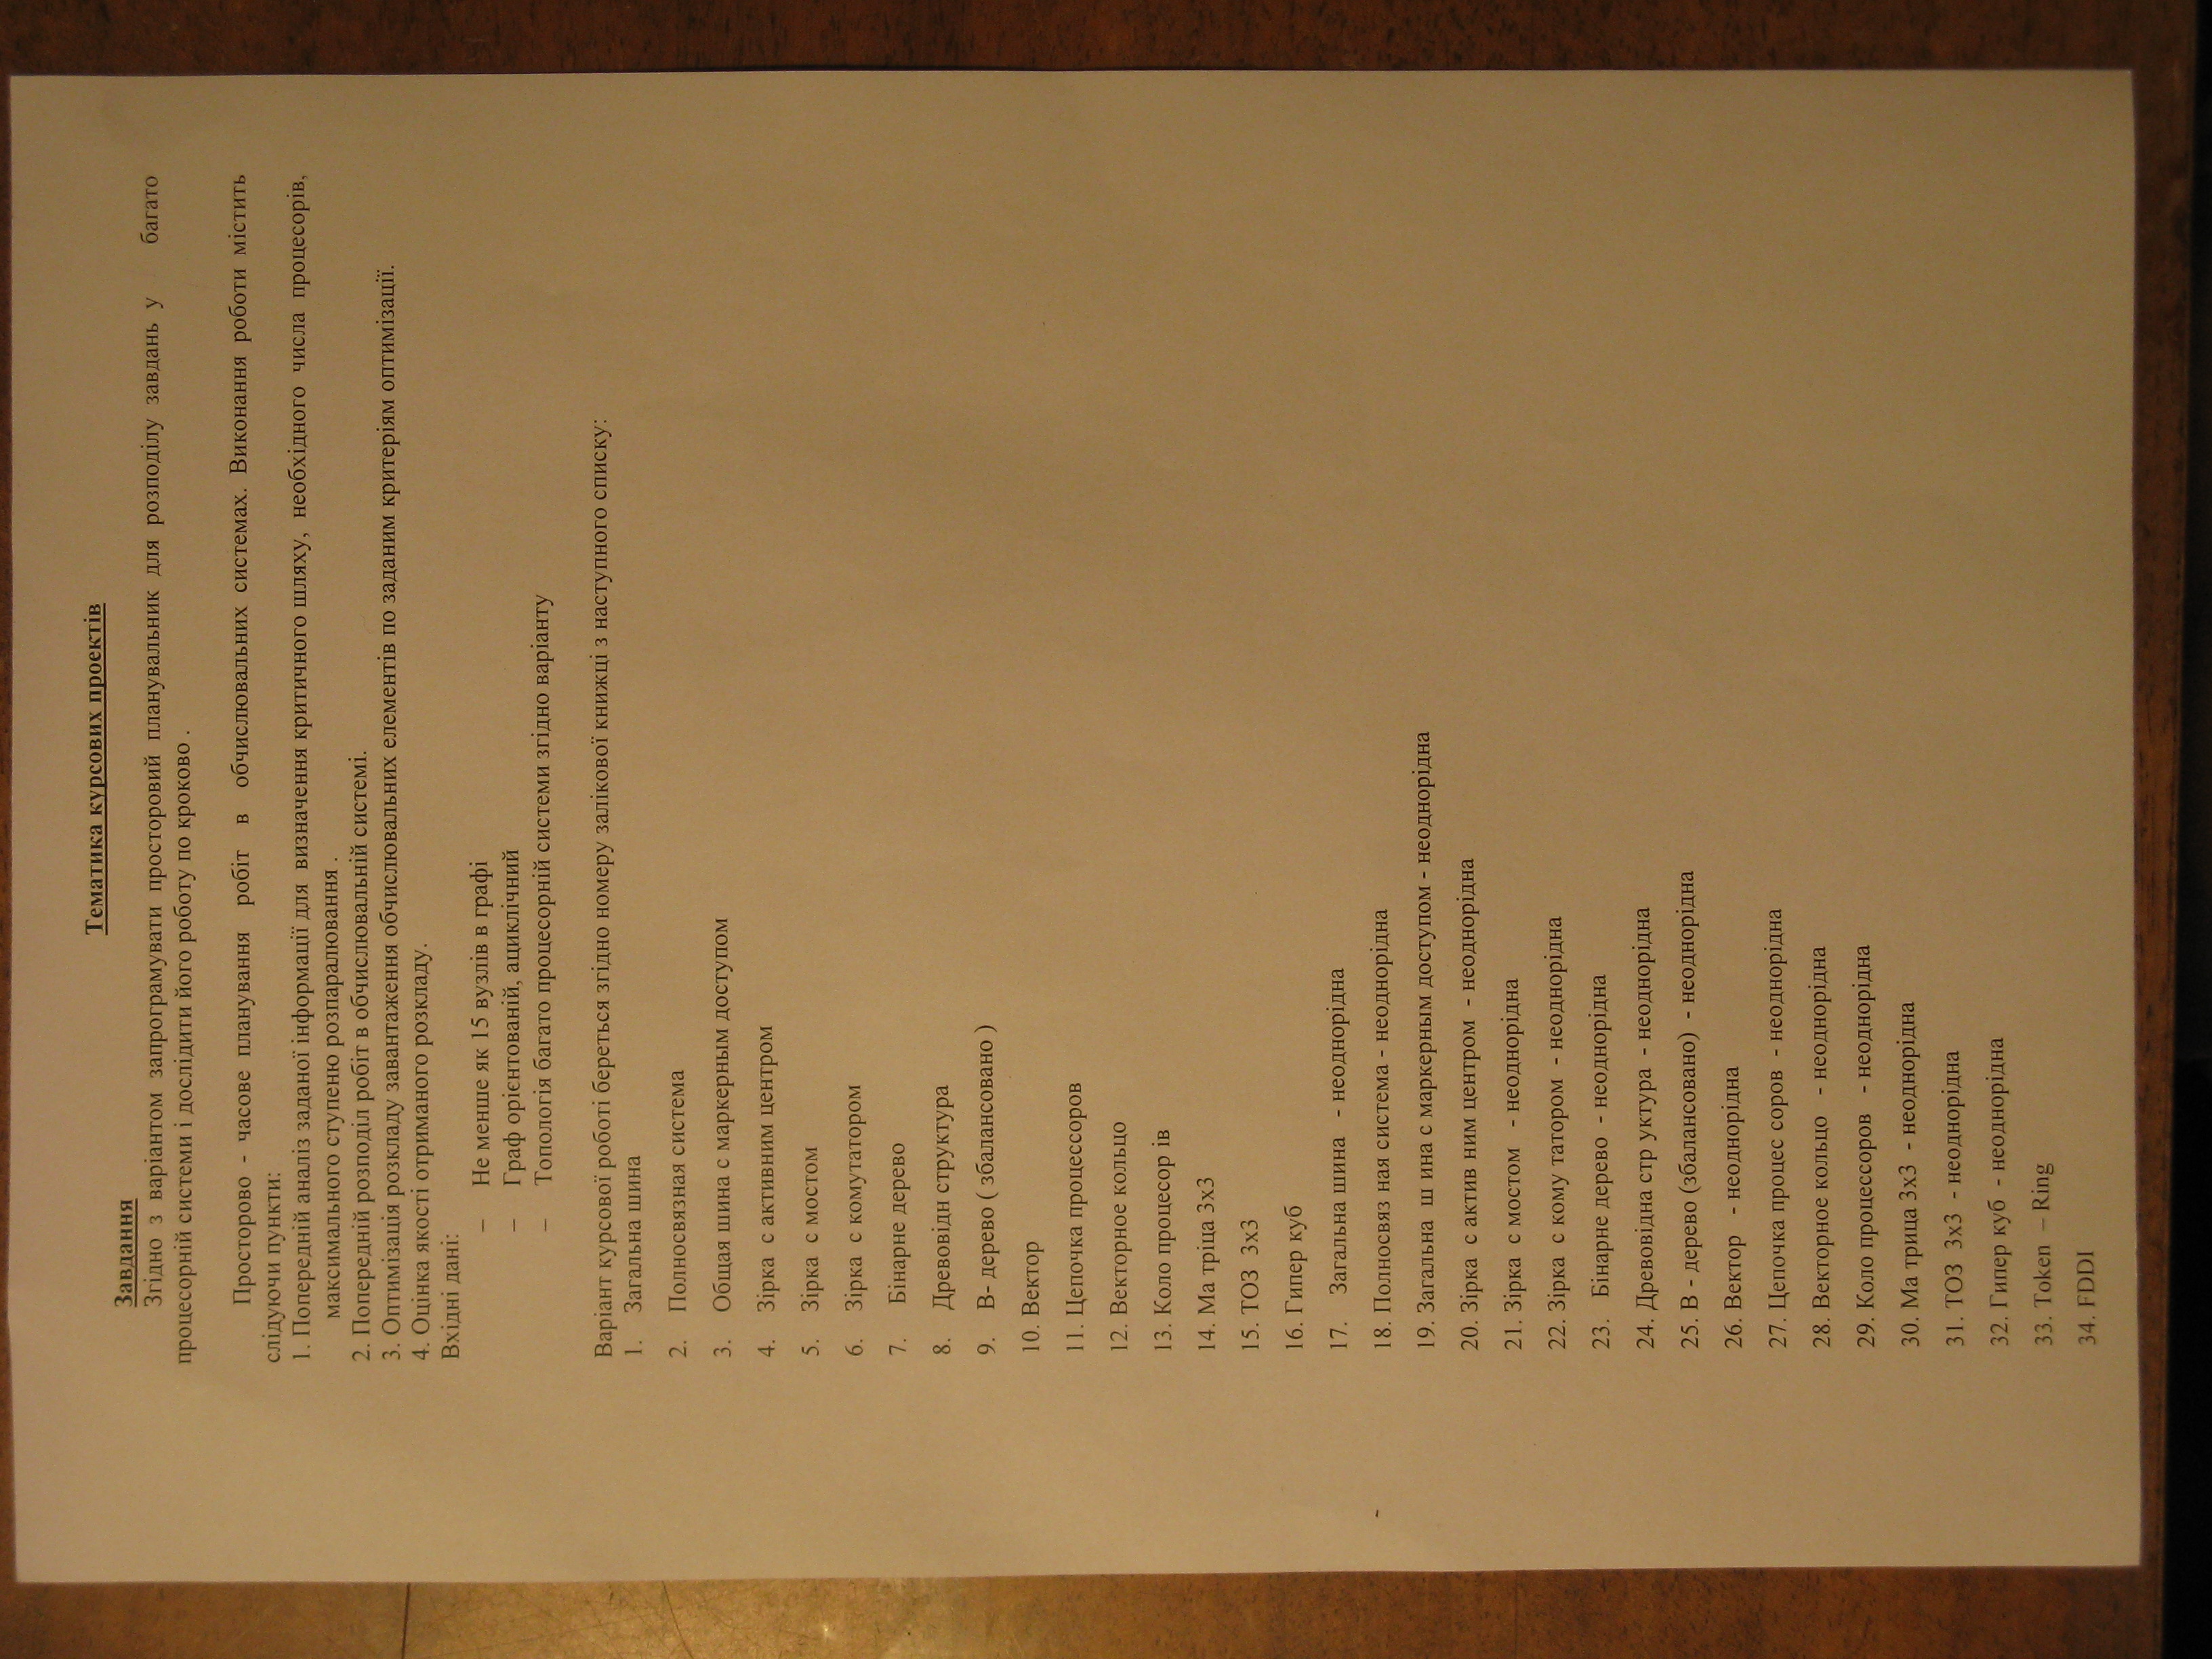 Тематика курсових проектів
Завдання
Згідно з варіантом запрограмувати просторовий планувальник для розподілу завдань у багато
процесорній системи і дослідити його роботу по кроково .
Просторово - часове планування робіт в обчислювальних системах. Виконання роботи містить
слідуючи пункти:
1. Попередній аналіз заданої інформації для визначення критичного шляху, необхідного числа процесорів,
максимального ступеню розпаралювання .
2. Попередній розподіл робіт в обчислювальній системі.
3. Оптимізація розкладу завантаження обчислювальних елементів по заданим критеріям оптимізації.
4. Оцінка якості отриманого розкладу.
Вхідні дані:
– Не менше як 15 вузлів в графі
– Граф орієнтованій, ациклічний
– Топологія багато процесорній системи згідно варіанту
Варіант курсової роботі береться згідно номеру залікової книжці з наступного списку:
1. Загальна шина
2. Полносвязная система
3. Общая шина с маркерным доступом
4. Зірка с активним центром
5. Зірка с мостом
6. Зірка с комутатором
7. Бінарне дерево
8. Древовідн структура
9. В- дерево ( збалансовано )
10. Вектор
11. Цепочка процессоров
12. Векторное кольцо
13. Коло процесор ів
14. Ма тріца 3х3
15. ТОЗ 3х3
16. Гипер куб
17. Загальна шина - неоднорідна
18. Полносвяз ная система - неоднорідна
19. Загальна ш ина с маркерным доступом - неоднорідна
20. Зірка с актив ним центром - неоднорідна
21. Зірка с мостом - неоднорідна
22. Зірка с кому татором - неоднорідна
23. Бінарне дерево - неоднорідна
24. Древовідна стр уктура - неоднорідна
25. В - дерево (збалансовано) - неоднорідна
26. Вектор - неоднорідна
27. Цепочка процес соров - неоднорідна
28. Векторное кольцо - неоднорідна
29. Коло процессоров - неоднорідна
30. Ма трица 3х3 - неоднорідна
31. ТОЗ 3х3 - неоднорідна
32. Гипер куб - неоднорідна
33. Token – Ring
34. FDDI